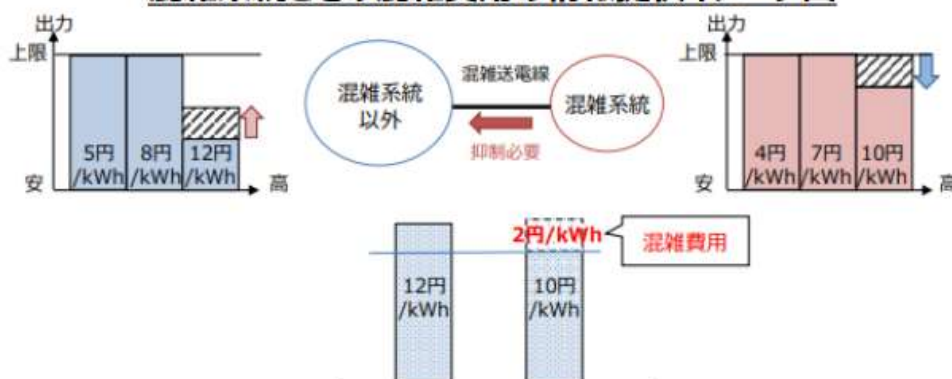 出力
上限
5円
/kWh
8円
/kWh
12円
/kWh
安
高
混雑系統
以外
混雑送電線
抑制必要
混雑系統
出力
上限
4円
/kWh
7円
/kWh
10円
/kWh
安
高
2円/kWh
混雑費用
12円
/kWh
10円
/kWh